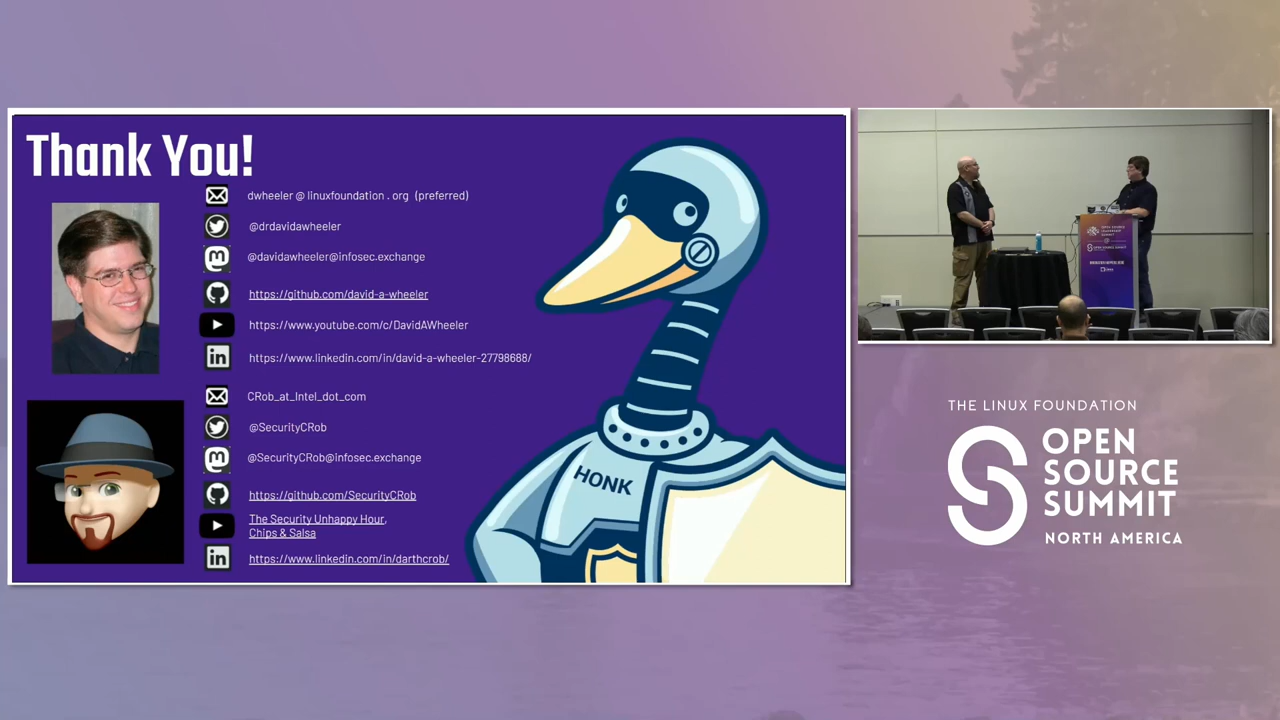 Thank You!
dwheeler @ linuxfoundation . org (preferred)
@drdavidawheeler
@davidawheeler@infosec.exchange
https://github.com/david-a-wheeler
https://www.youtube.com/c/DavidAWheeler
https://www.linkedin.com/in/david-a-wheeler-27798688/
CRob_at_Intel_dot_com
@SecurityCRob
@SecurityCRob@infosec.exchange
https://github.com/SecurityCRob
The Security Unhappy Hour,
Chips & Salsa
https://www.linkedin.com/in/darthcrob/
HONK
THE LINUX FOUNDATION
OPEN
SOURCE
SUMMIT
NORTH AMERICA